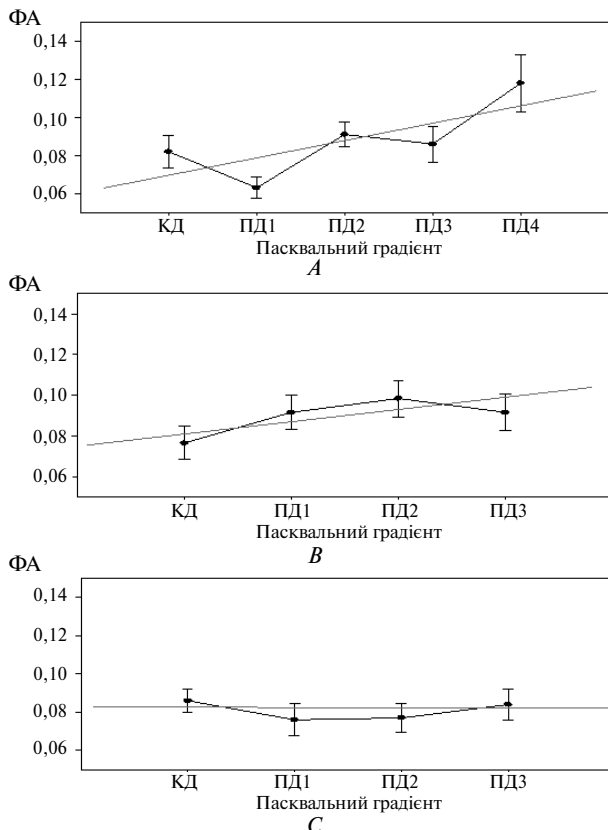 ФА
0,14
0,12
0,10
0,08
0,06
КД ПД1 ПД2 ПД3 ПД4
Пасквальний градієнт
A
ФА
0,14
0,12
0,10
0,08
0,06
КД ПД1 ПД2 ПД3
Пасквальний градієнт
B
ФА
0,14
0,12
0,10
0,08
0,06
КД ПД1 ПД2 ПД3
Пасквальний градієнт
C